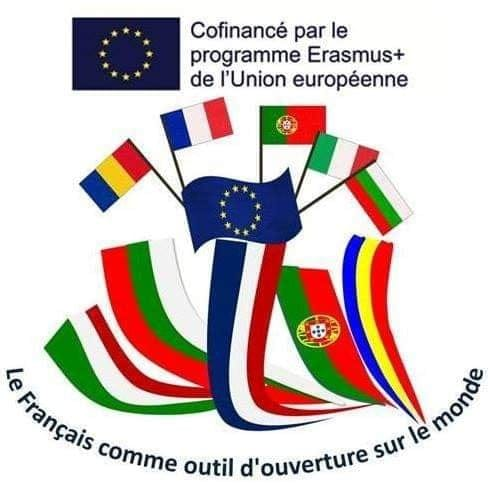 Cofinancé par le
programme Erasmus+
de l'Union européenne
Le Français comme outil d'ouverture sur le monde